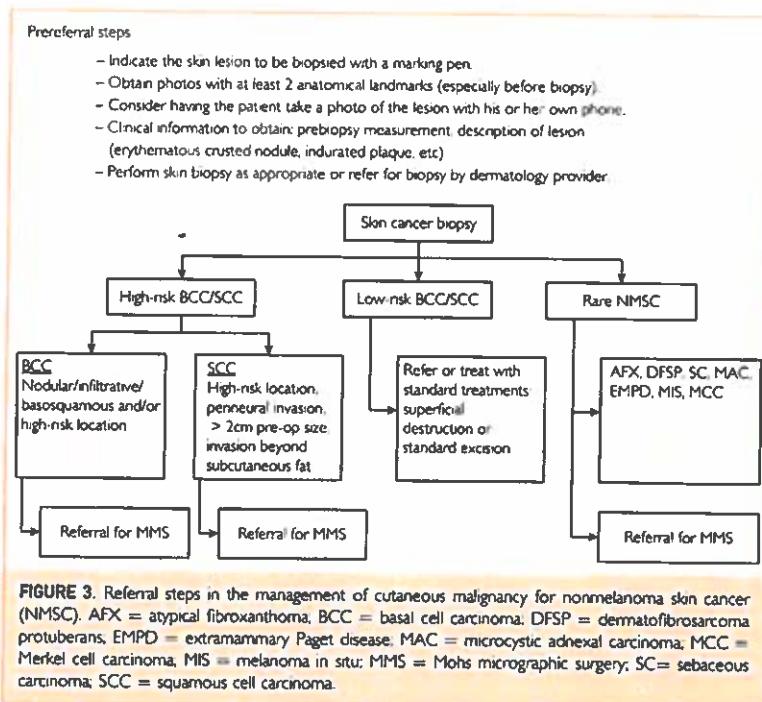 Prereferral steps
– Indicate the skin lesion to be biopsied with a marking pen.
– Obtain photos with at least 2 anatomical landmarks (especially before biopsy).
– Consider having the patient take a photo of the lesion with his or her own phone.
– Clinical information to obtain: prebiopsy measurement, description of lesion
(erythematous crusted nodule, indurated plaque, etc)
– Perform skin biopsy as appropriate or refer for biopsy by dermatology provider
Skin cancer biopsy
High-risk BCC/SCC
Low-risk BCC/SCC
Rare NMSC
BCC
Nodular/infiltrative/
basosquamous and/or
high-risk location
SCC
High-risk location,
perineural invasion,
> 2cm pre-op size
invasion beyond
subcutaneous fat
Refer or treat with
standard treatments
superficial
destruction or
standard excision
AFX, DFSP, SC, MAC,
EMPD, MIS, MCC
Referral for MMS
Referral for MMS
Referral for MMS
FIGURE 3. Referral steps in the management of cutaneous malignancy for nonmelanoma skin cancer
(NMSC). AFX = atypical fibroxanthoma; BCC = basal cell carcinoma; DFSP = dermatofibrosarcoma
protuberans; EMPD = extramammary Paget disease; MAC = microcystic adnexal carcinoma; MCC =
Merkel cell carcinoma; MIS = melanoma in situ; MMS = Mohs micrographic surgery; SC= sebaceous
carcinoma; SCC = squamous cell carcinoma.